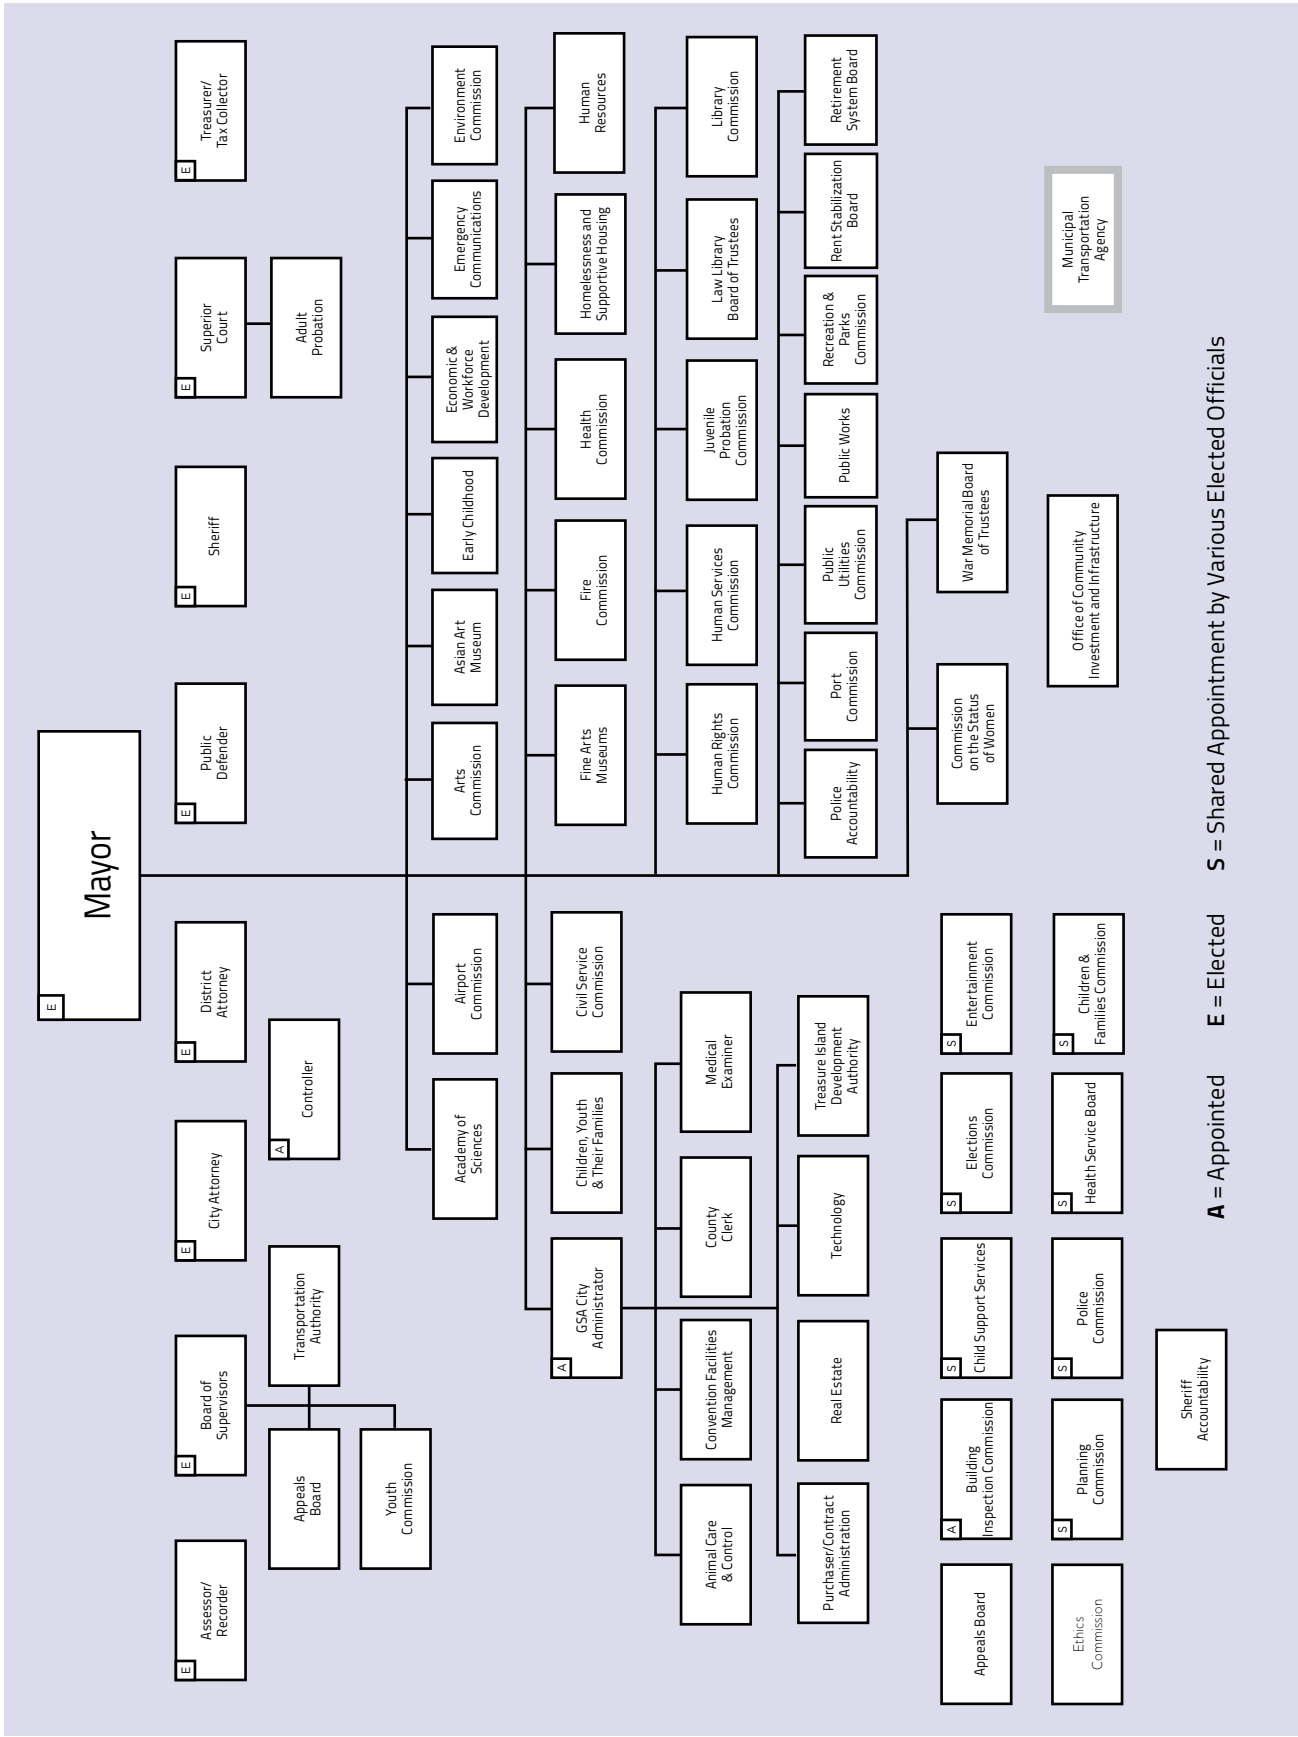 E
Mayor
E
Assessor/
Recorder
E
Board of
Supervisors
E
City Attorney
E
District
Attorney
E
Public
Defender
E
Sheriff
E
Superior
Court
E
Treasurer/
Tax Collector
Appeals
Board
Transportation
Authority
A
Controller
Adult
Probation
Youth
Commission
Academy of
Sciences
Airport
Commission
Arts
Commission
Asian Art
Museum
Early Childhood
Economic &
Workforce
Development
Emergency
Communications
Environment
Commission
A
GSA City
Administrator
Children, Youth
& Their Families
Civil Service
Commission
Fine Arts
Museums
Fire
Commission
Health
Commission
Homelessness and
Supportive Housing
Human
Resources
Animal Care
& Control
Convention Facilities
Management
County
Clerk
Medical
Examiner
Human Rights
Commission
Human Services
Commission
Juvenile
Probation
Commission
Law Library
Board of Trustees
Library
Commission
Purchaser/Contract
Administration
Real Estate
Technology
Treasure Island
Development
Authority
Police
Accountability
Port
Commission
Public
Utilities
Commission
Public Works
Recreation &
Parks
Commission
Rent Stabilization
Board
Retirement
System Board
Appeals Board
A
Building
Inspection Commission
S
Child Support Services
S
Elections
Commission
S
Entertainment
Commission
Commission
on the Status
of Women
War Memorial Board
of Trustees
Ethics
Commission
S
Planning
Commission
S
Police
Commission
S
Health Service Board
S
Children &
Families Commission
Office of Community
Investment and Infrastructure
Municipal
Transportation
Agency
Sheriff
Accountability
A = Appointed E = Elected S = Shared Appointment by Various Elected Officials